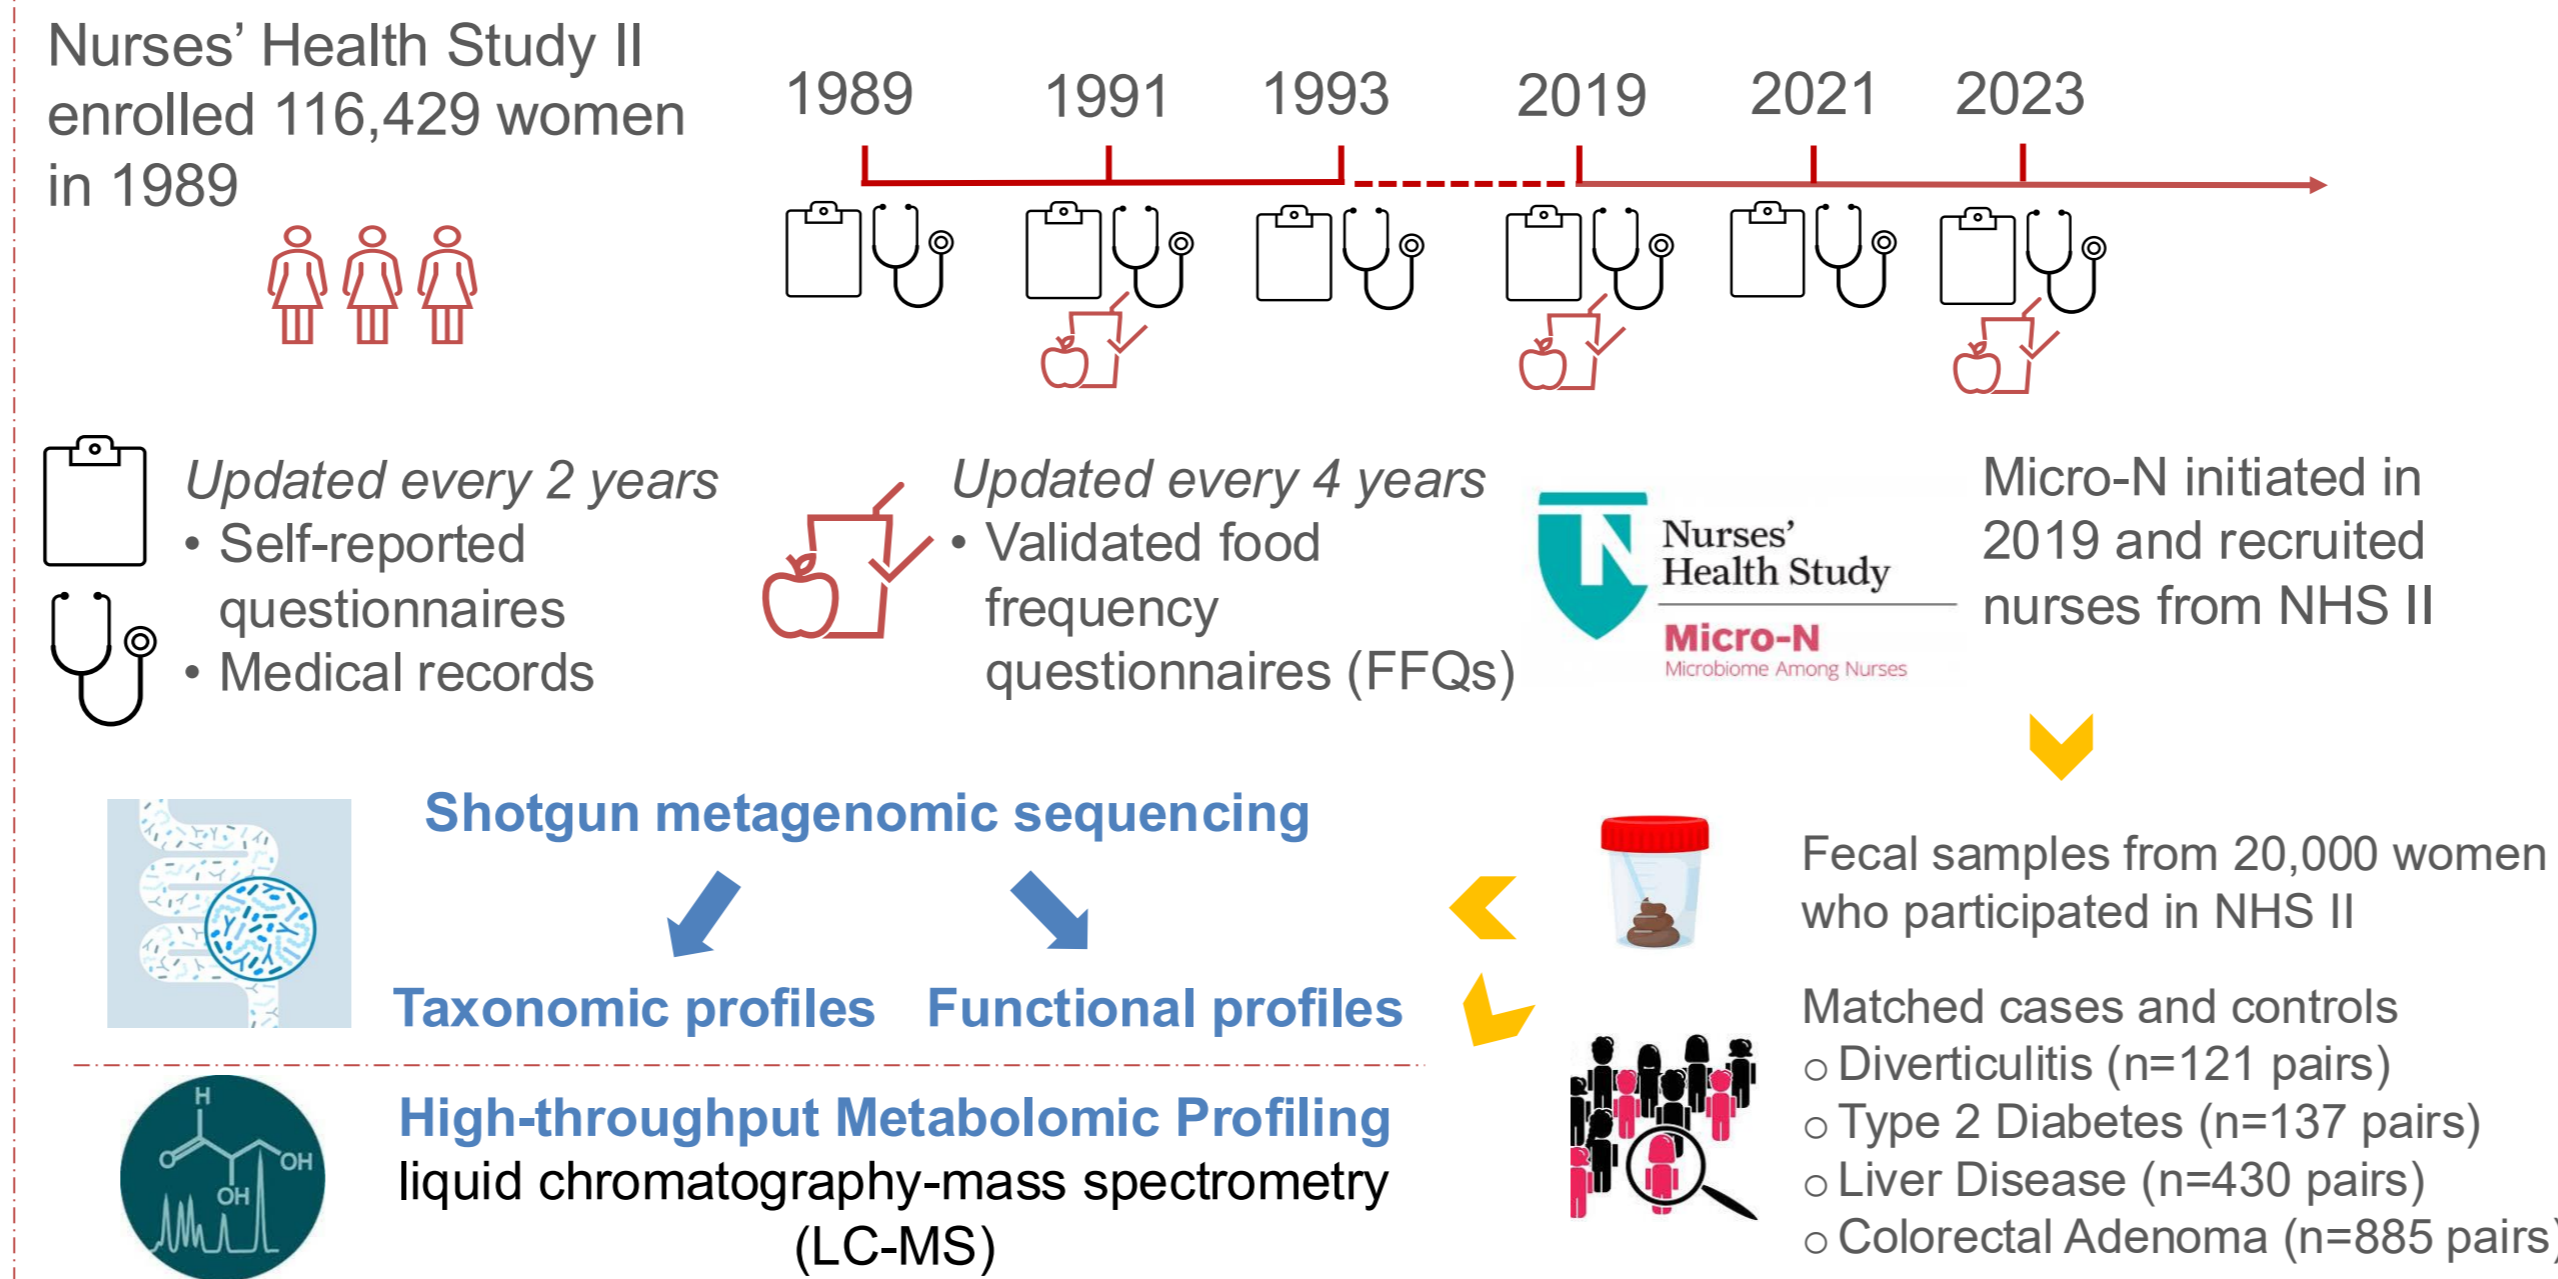 Nurses’ Health Study II
enrolled 116,429 women
in 1989
1989 1991 1993 2019 2021 2023
Updated every 2 years
• Self-reported
questionnaires
• Medical records
Updated every 4 years
• Validated food
frequency
questionnaires (FFQs)
N
Nurses’
Health Study
Micro-N
Microbiome Among Nurses
Micro-N initiated in
2019 and recruited
nurses from NHS II
Shotgun metagenomic sequencing
Taxonomic profiles Functional profiles
Fecal samples from 20,000 women
who participated in NHS II
Matched cases and controls
○ Diverticulitis (n=121 pairs)
○ Type 2 Diabetes (n=137 pairs)
○ Liver Disease (n=430 pairs)
○ Colorectal Adenoma (n=885 pairs)
H
O
OH
OH
High-throughput Metabolomic Profiling
liquid chromatography-mass spectrometry
(LC-MS)